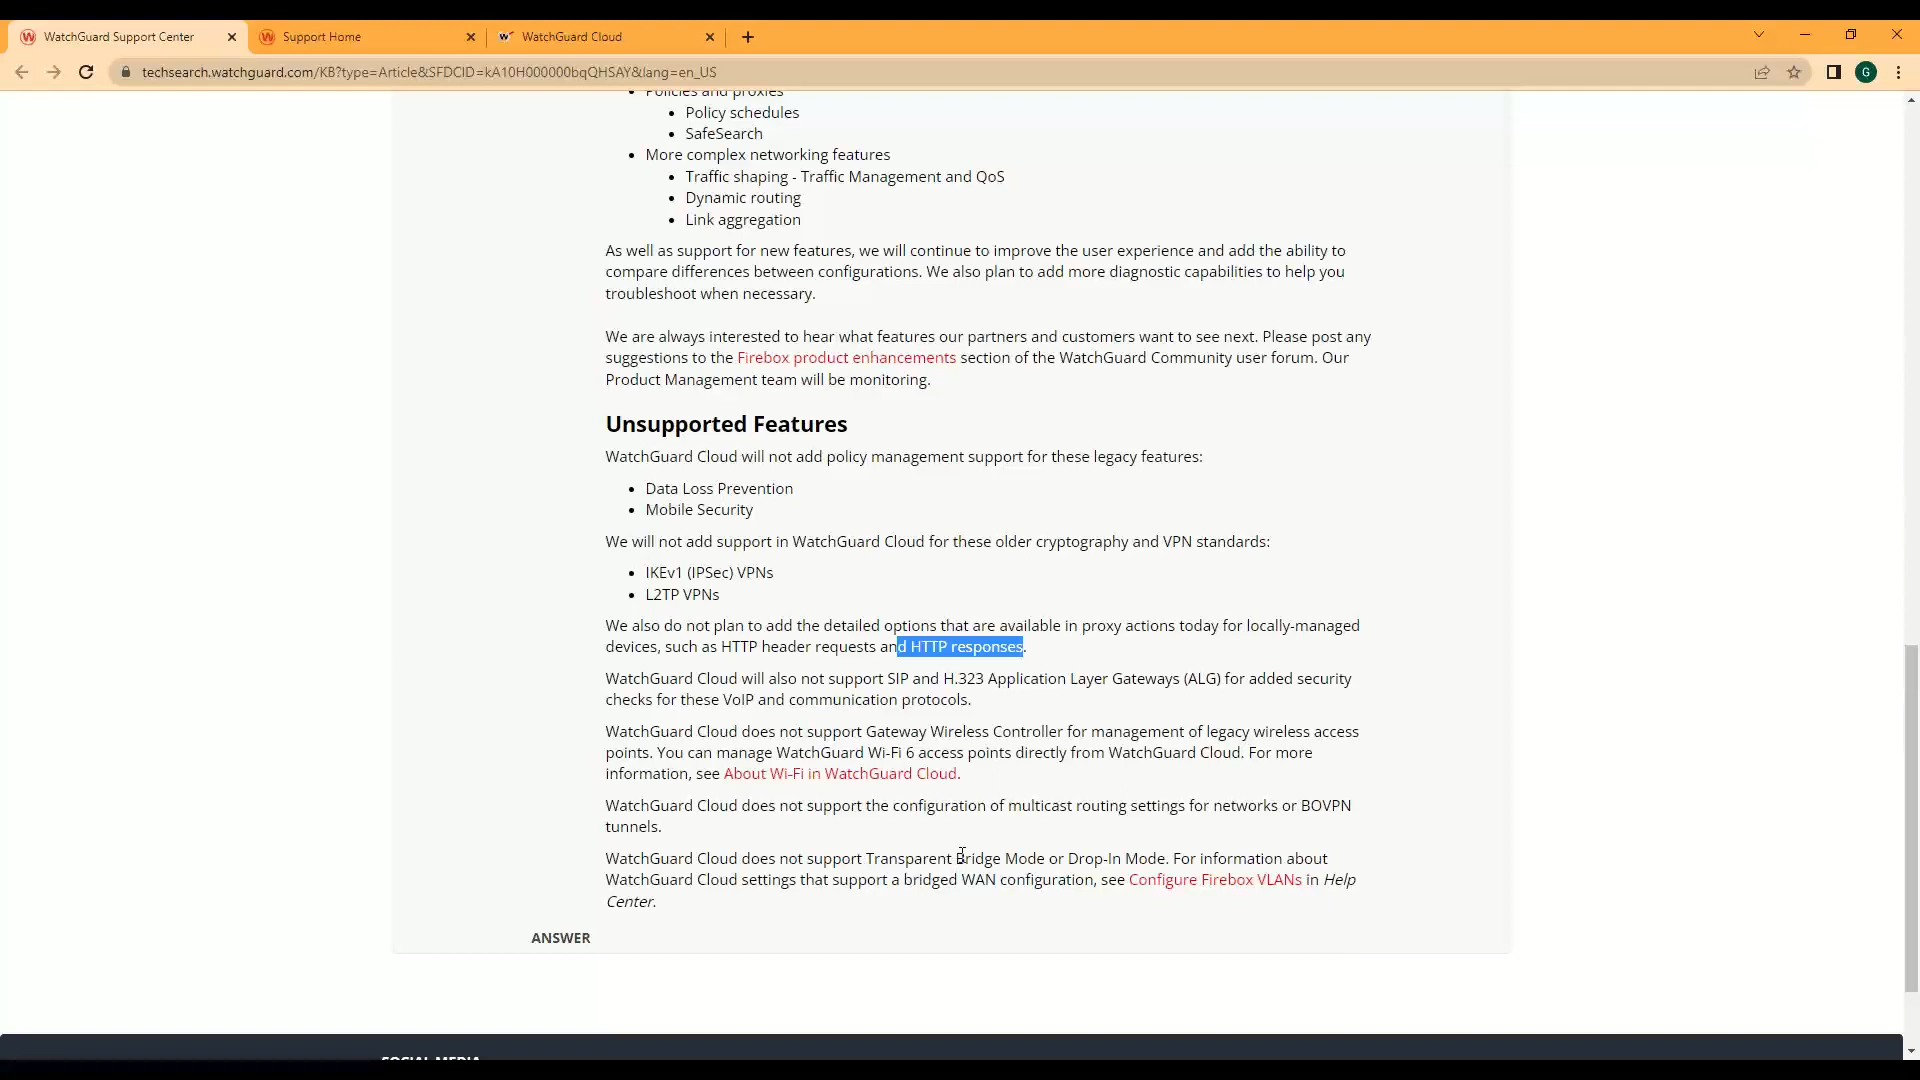 WatchGuard Support Center
Support Home
WatchGuard Cloud
techsearch.watchguard.com/KB?type=Article&SFDCID=kA10H000000bqQHSAY&lang=en_US
G
• Policies and proxies
• Policy schedules
• SafeSearch
• More complex networking features
• Traffic shaping - Traffic Management and QoS
• Dynamic routing
• Link aggregation
As well as support for new features, we will continue to improve the user experience and add the ability to
compare differences between configurations. We also plan to add more diagnostic capabilities to help you
troubleshoot when necessary.
We are always interested to hear what features our partners and customers want to see next. Please post any
suggestions to the Firebox product enhancements section of the WatchGuard Community user forum. Our
Product Management team will be monitoring.
Unsupported Features
WatchGuard Cloud will not add policy management support for these legacy features:
• Data Loss Prevention
• Mobile Security
We will not add support in WatchGuard Cloud for these older cryptography and VPN standards:
• IKEv1 (IPSec) VPNs
• L2TP VPNs
We also do not plan to add the detailed options that are available in proxy actions today for locally-managed
devices, such as HTTP header requests and HTTP responses.
WatchGuard Cloud will also not support SIP and H.323 Application Layer Gateways (ALG) for added security
checks for these VoIP and communication protocols.
WatchGuard Cloud does not support Gateway Wireless Controller for management of legacy wireless access
points. You can manage WatchGuard Wi-Fi 6 access points directly from WatchGuard Cloud. For more
information, see About Wi-Fi in WatchGuard Cloud.
WatchGuard Cloud does not support the configuration of multicast routing settings for networks or BOVPN
tunnels.
WatchGuard Cloud does not support Transparent Bridge Mode or Drop-In Mode. For information about
WatchGuard Cloud settings that support a bridged WAN configuration, see Configure Firebox VLANs in Help
Center.
ANSWER
SOCIAL MEDIA